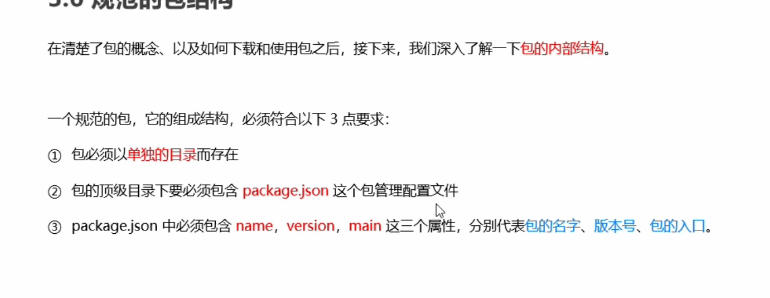 3.6 规范的包结构
在清楚了包的概念、以及如何下载和使用包之后，接下来，我们深入了解一下包的内部结构。
一个规范的包，它的组成结构，必须符合以下 3 点要求：
① 包必须以单独的目录而存在
② 包的顶级目录下要必须包含 package.json 这个包管理配置文件
③ package.json 中必须包含 name，version，main 这三个属性，分别代表包的名字、版本号、包的入口。